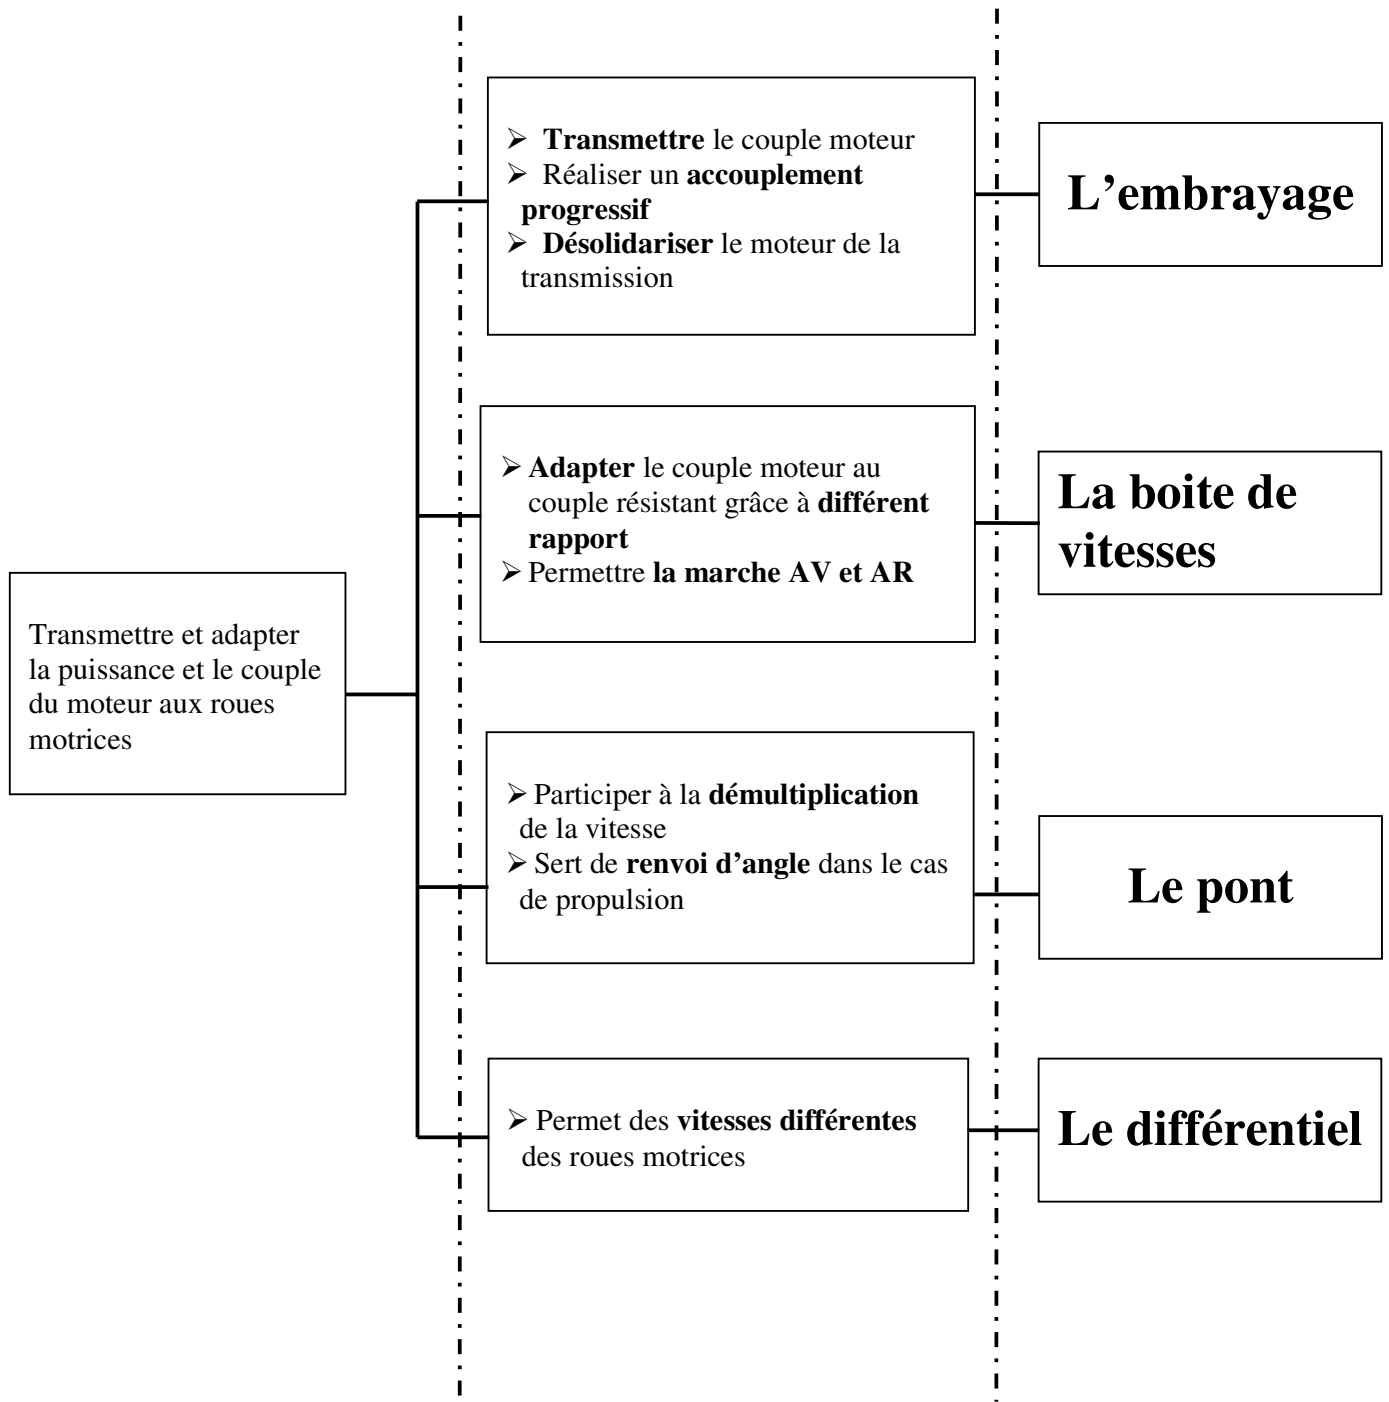 ➢ Transmettre le couple moteur
➢ Réaliser un accouplement
progressif
➢ Désolidariser le moteur de la
transmission
L’embrayage
➢ Adapter le couple moteur au
couple résistant grâce à différent
rapport
➢ Permettre la marche AV et AR
La boite de
vitesses
Transmettre et adapter
la puissance et le couple
du moteur aux roues
motrices
➢ Participer à la démultiplication
de la vitesse
➢ Sert de renvoi d’angle dans le cas
de propulsion
Le pont
➢ Permet des vitesses différentes
des roues motrices
Le différentiel